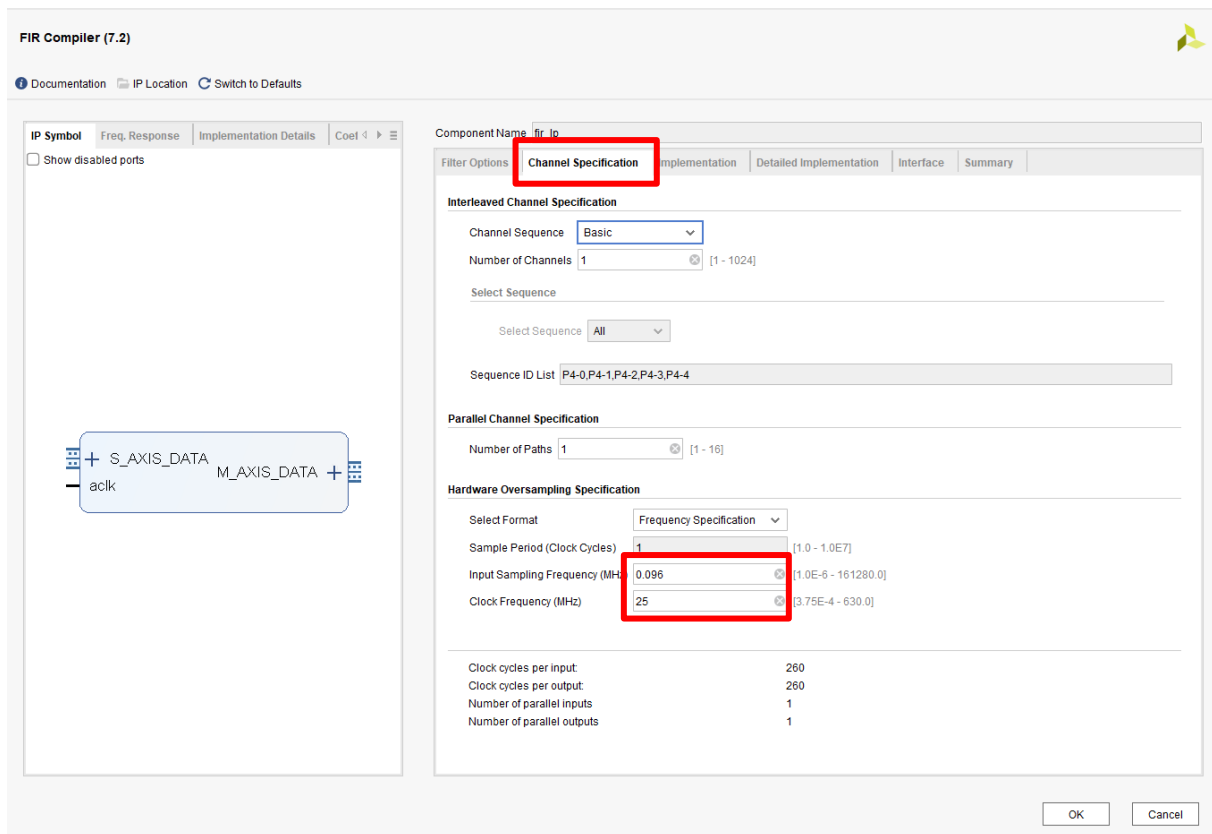 FIR Compiler (7.2)
Documentation IP Location Switch to Defaults
IP Symbol Freq. Response Implementation Details Coef
Show disabled ports
S_AXIS_DATA
M_AXIS_DATA
aclk
Component Name fir_lp
Filter Options Channel Specification Implementation Detailed Implementation Interface Summary
Interleaved Channel Specification
Channel Sequence Basic
Number of Channels 1 [1 - 1024]
Select Sequence
Select Sequence All
Sequence ID List P4-0,P4-1,P4-2,P4-3,P4-4
Parallel Channel Specification
Number of Paths 1 [1 - 16]
Hardware Oversampling Specification
Select Format Frequency Specification
Sample Period (Clock Cycles) 1 [1.0 - 1.0E7]
Input Sampling Frequency (MHz) 0.096 [1.0E-6 - 161280.0]
Clock Frequency (MHz) 25 [3.75E-4 - 630.0]
Clock cycles per input: 260
Clock cycles per output: 260
Number of parallel inputs 1
Number of parallel outputs 1
OK Cancel